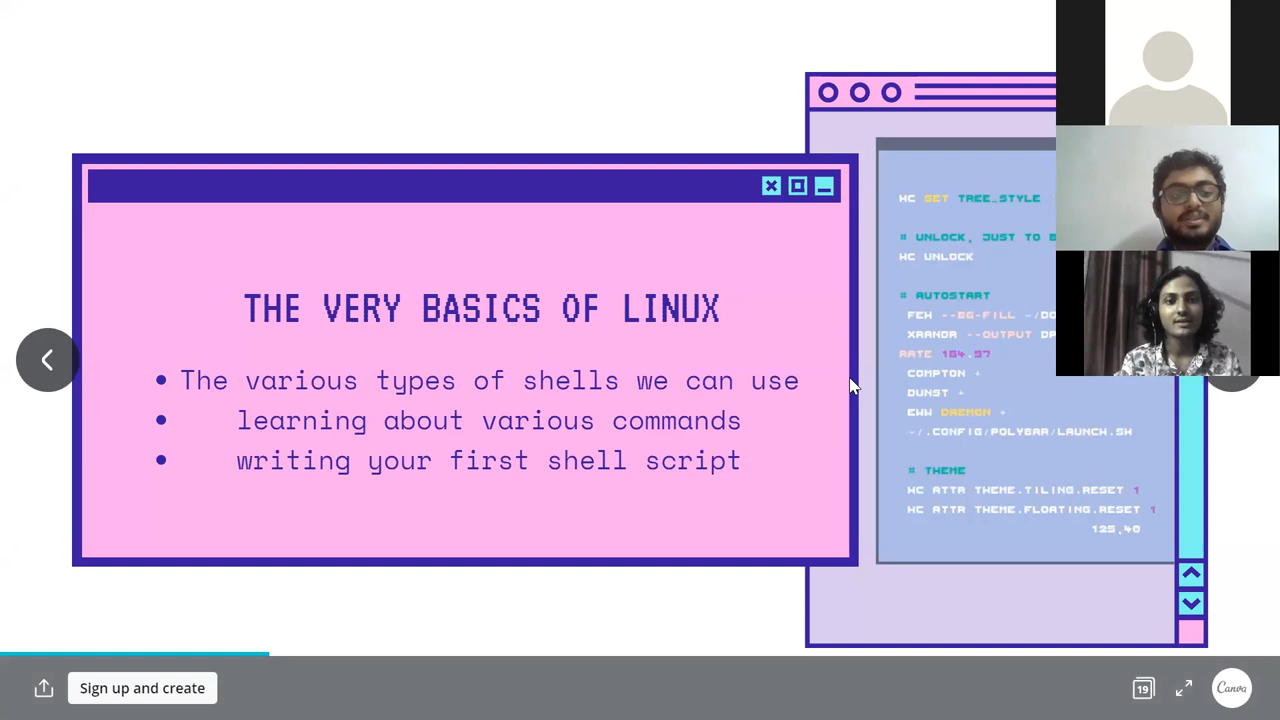 THE VERY BASICS OF LINUX
The various types of shells we can use
learning about various commands
writing your first shell script
HC SET TREE_STYLE
# UNLOCK, JUST TO
HC UNLOCK
# AUTOSTART
FEH --BG-FILL ~/DO
XRANDR --OUTPUT DP
RATE 164.97
COMPTON +
DUNST +
EWW DAEMON +
~/.CONFIG/POLYBAR/LAUNCH.SH
# THEME
HC ATTR THEME.TILING.RESET 1
HC ATTR THEME.FLOATING.RESET 1
125,40
Sign up and create
19
Canva